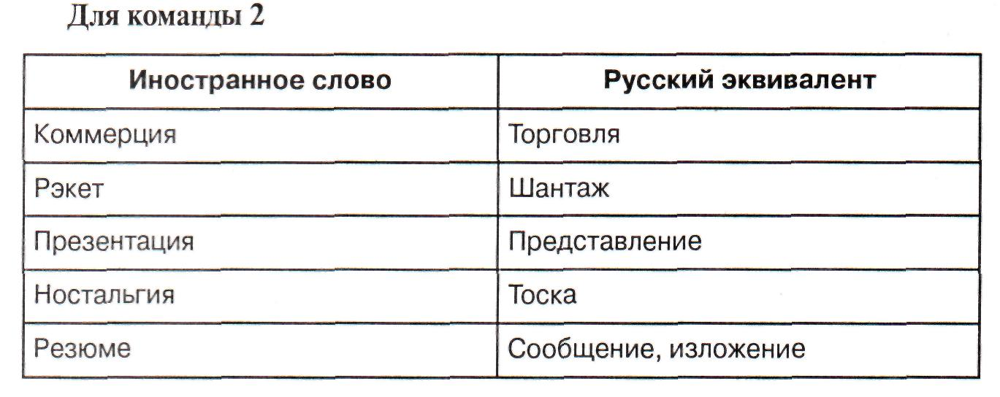 Для команды 2
Иностранное слово Русский эквивалент
Коммерция Торговля
Рэкет Шантаж
Презентация Представление
Ностальгия Тоска
Резюме Сообщение, изложение